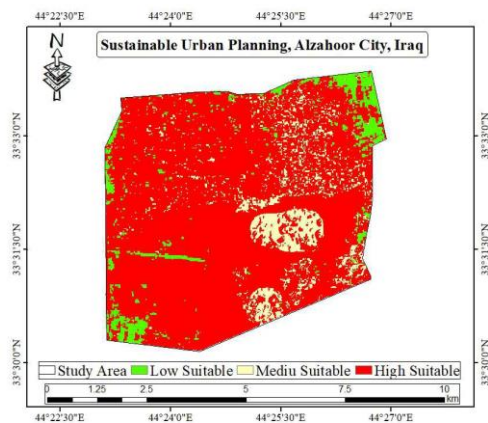 44°22'30"E 44°24'0"E 44°25'30"E 44°27'0"E
N
Sustainable Urban Planning, Alzahoor City, Iraq
33°33'0"N 33°33'0"N
33°31'30"N 33°31'30"N
33°30'0"N 33°30'0"N
Study Area Low Suitable Mediu Suitable High Suitable
0 1.25 2.5 5 7.5 10
km
44°22'30"E 44°24'0"E 44°25'30"E 44°27'0"E